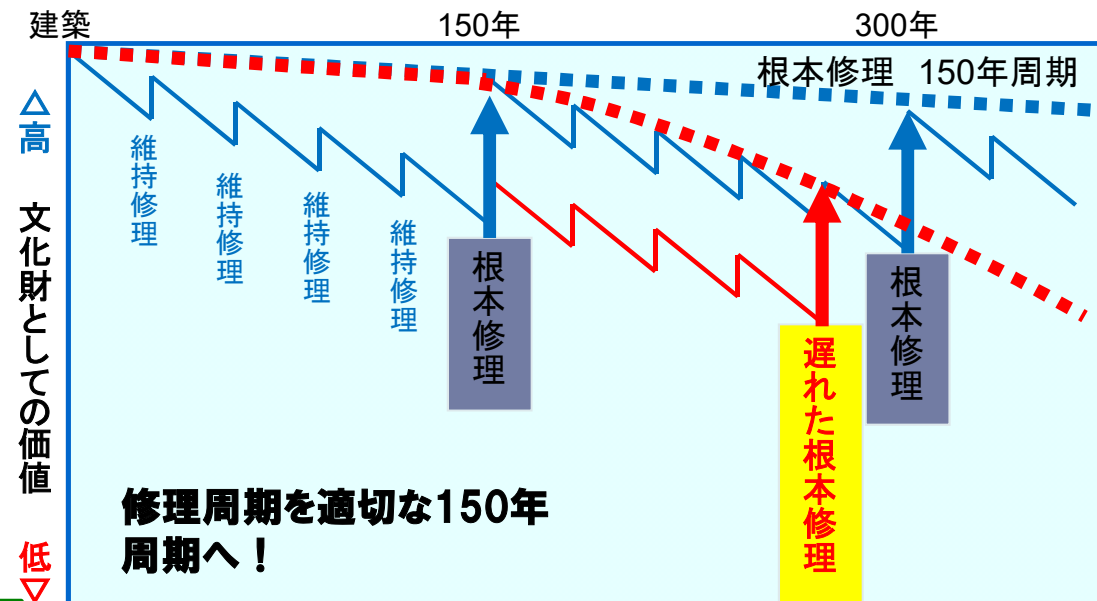 建築
150年
300年
根本修理 150年周期
△高 文化財としての価値 低▽
維持修理
維持修理
維持修理
維持修理
根本修理
遅れた根本修理
根本修理
修理周期を適切な150年
周期へ！